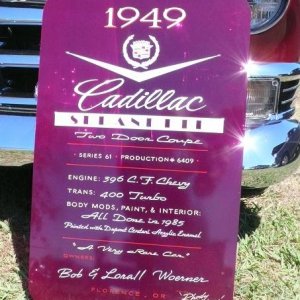 1949
Cadillac
SEDANETTE
Two Door Coupe
· SERIES 61 · PRODUCTION# 6409 ·
ENGINE: 396 C.F. Chevy
TRANS: 400 Turbo
BODY MODS, PAINT, & INTERIOR:
All Done in 1985
Painted with Dupont Centari Acrylic Enamel
"A Very Rare Car"
OWNERS:
Bob & Lorall Woerner
FLORENCE, OR
Photo